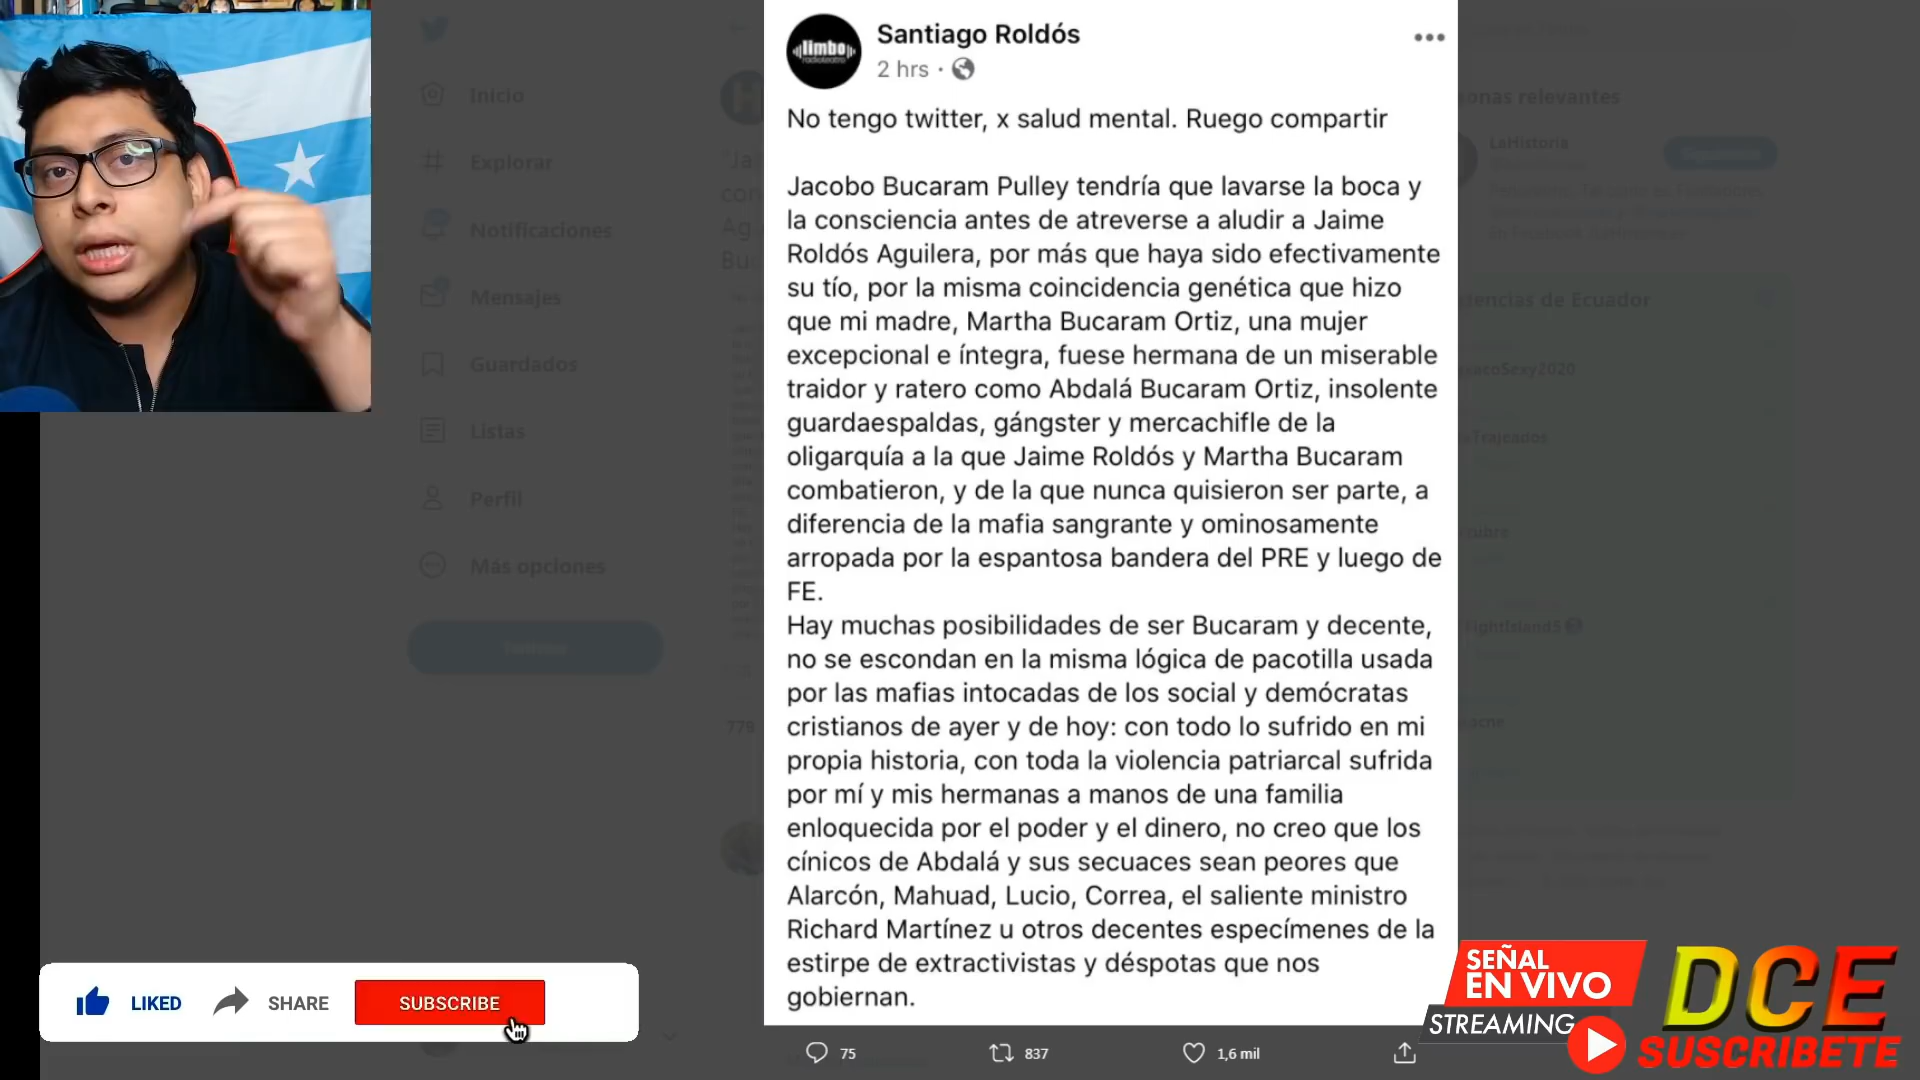 limbo
Santiago Roldós
2 hrs ·
No tengo twitter, x salud mental. Ruego compartir
Jacobo Bucaram Pulley tendría que lavarse la boca y
la consciencia antes de atreverse a aludir a Jaime
Roldós Aguilera, por más que haya sido efectivamente
su tío, por la misma coincidencia genética que hizo
que mi madre, Martha Bucaram Ortiz, una mujer
excepcional e íntegra, fuese hermana de un miserable
traidor y ratero como Abdalá Bucaram Ortiz, insolente
guardaespaldas, gángster y mercachifle de la
oligarquía a la que Jaime Roldós y Martha Bucaram
combatieron, y de la que nunca quisieron ser parte, a
diferencia de la mafia sangrante y ominosamente
arropada por la espantosa bandera del PRE y luego de
FE.
Hay muchas posibilidades de ser Bucaram y decente,
no se escondan en la misma lógica de pacotilla usada
por las mafias intocadas de los social y demócratas
cristianos de ayer y de hoy: con todo lo sufrido en mi
propia historia, con toda la violencia patriarcal sufrida
por mí y mis hermanas a manos de una familia
enloquecida por el poder y el dinero, no creo que los
cínicos de Abdalá y sus secuaces sean peores que
Alarcón, Mahuad, Lucio, Correa, el saliente ministro
Richard Martínez u otros decentes especímenes de la
estirpe de extractivistas y déspotas que nos
gobiernan.
75
837
1,6 mil
Inicio
Explorar
Notificaciones
Mensajes
Guardados
Listas
Perfil
Más opciones
779
LaHistoria
LIKED
SHARE
SUBSCRIBE
SEÑAL
EN VIVO
STREAMING
DCE
SUSCRIBETE